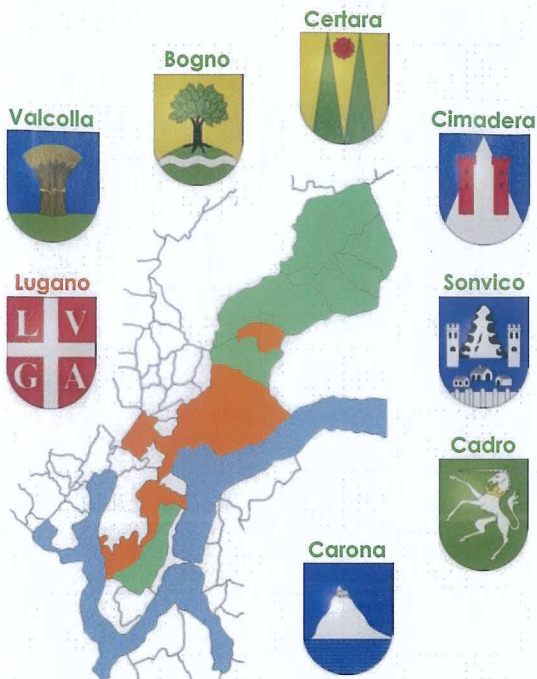 Certara
Bogno
Valcolla
Cimadera
Lugano
L V
G A
Sonvico
Cadro
Carona